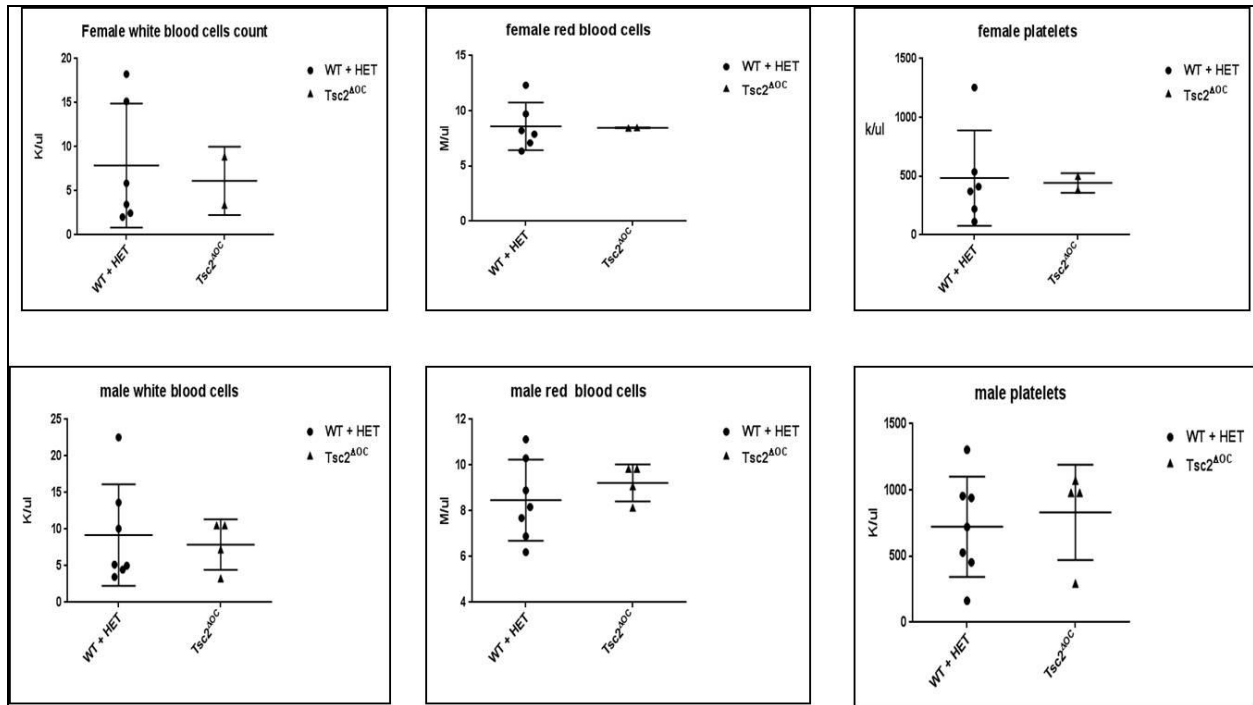 Female white blood cells count
20
15
10
5
0
K/ul
WT + HET
Tsc2ΔOC
WT + HET
Tsc2ΔOC
female red blood cells
15
10
5
0
M/ul
WT + HET
Tsc2ΔOC
WT + HET
Tsc2ΔOC
female platelets
1500
1000
500
0
k/ul
WT + HET
Tsc2ΔOC
WT + HET
Tsc2ΔOC
male white blood cells
25
20
15
10
5
0
K/ul
WT + HET
Tsc2ΔOC
WT + HET
Tsc2ΔOC
male red blood cells
12
10
8
6
4
M/ul
WT + HET
Tsc2ΔOC
WT + HET
Tsc2ΔOC
male platelets
1500
1000
500
0
K/ul
WT + HET
Tsc2ΔOC
WT + HET
Tsc2ΔOC